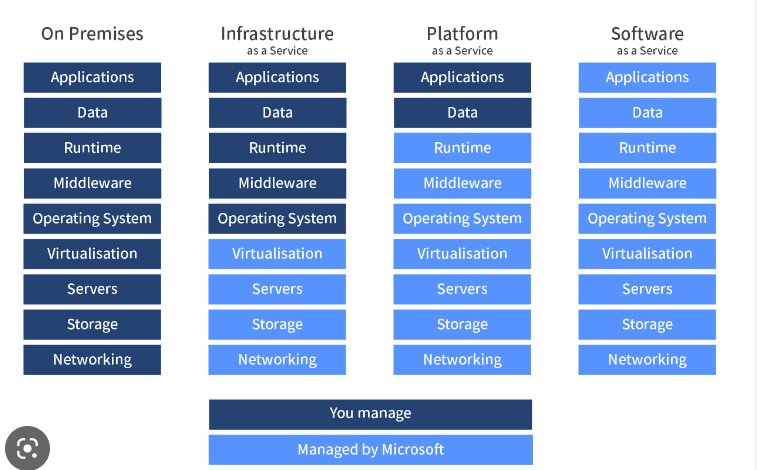 On Premises
Infrastructure
as a Service
Platform
as a Service
Software
as a Service
Applications
Applications
Applications
Applications
Data
Data
Data
Data
Runtime
Runtime
Runtime
Runtime
Middleware
Middleware
Middleware
Middleware
Operating System
Operating System
Operating System
Operating System
Virtualisation
Virtualisation
Virtualisation
Virtualisation
Servers
Servers
Servers
Servers
Storage
Storage
Storage
Storage
Networking
Networking
Networking
Networking
You manage
Managed by Microsoft